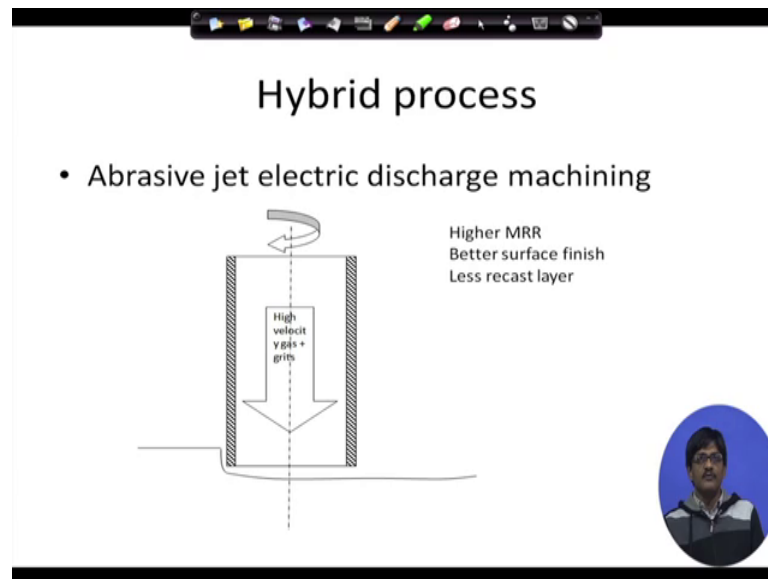 Hybrid process
• Abrasive jet electric discharge machining
Higher MRR
Better surface finish
Less recast layer
High
velocit
y gas +
grits